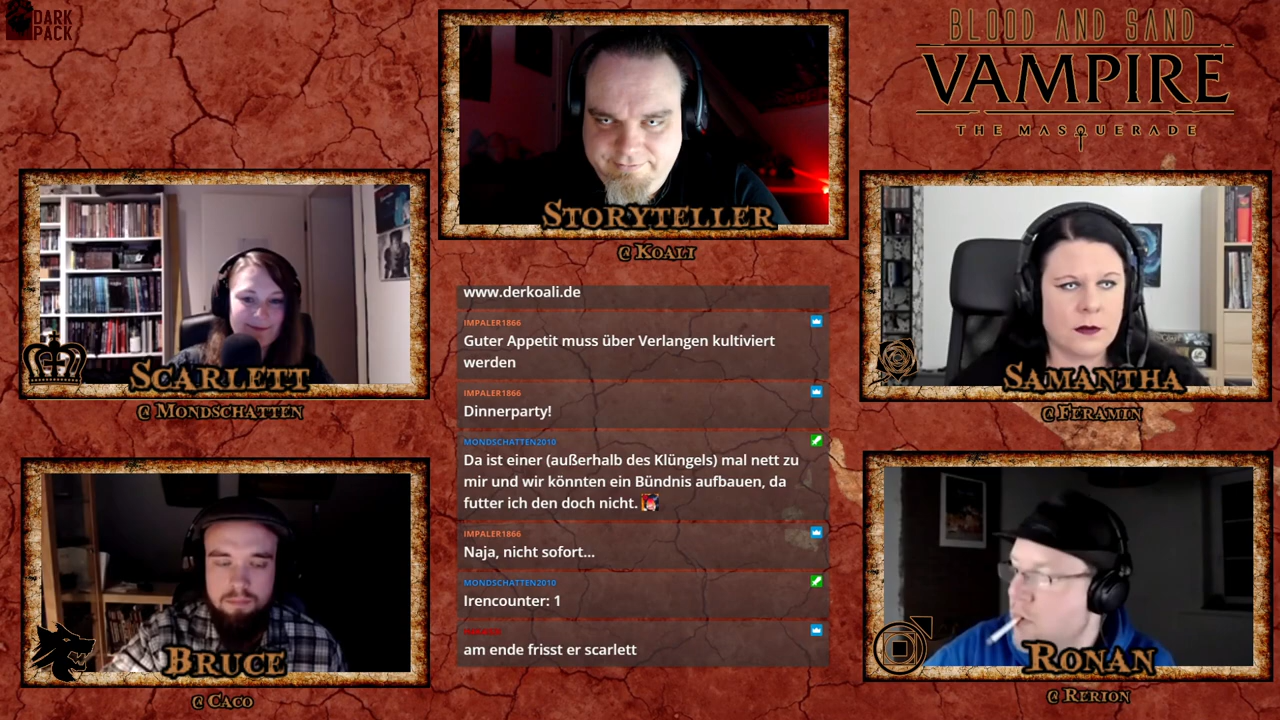 DARK
PACK
BLOOD AND SAND
VAMPIRE
THE MASQUERADE
STORYTELLER
@ KOALI
SCARLETT
@ MONDSCHATTEN
SAMANTHA
@ FERAMIN
www.derkoali.de
IMPALER1866
Guter Appetit muss über Verlangen kultiviert
werden
IMPALER1866
Dinnerparty!
MONDSCHATTEN2010
Da ist einer (außerhalb des Klüngels) mal nett zu
mir und wir könnten ein Bündnis aufbauen, da
futter ich den doch nicht.
IMPALER1866
Naja, nicht sofort...
MONDSCHATTEN2010
Irencounter: 1
am ende frisst er scarlett
BRUCE
@ CACO
RONAN
@ RERION